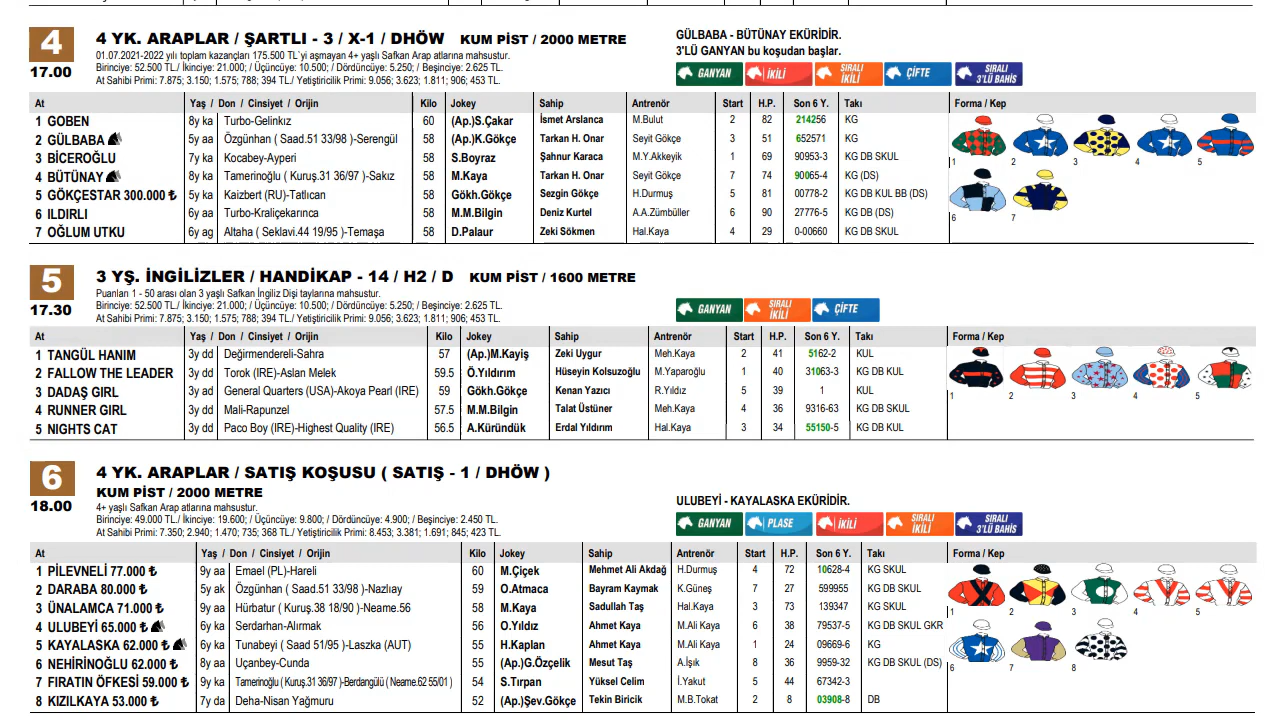 4
17.00
4 YK. ARAPLAR / ŞARTLI - 3 / X-1 / DHÖW KUM PİST / 2000 METRE
01.07.2021-2022 yılı toplam kazançları 175.500 TL`yi aşmayan 4+ yaşlı Safkan Arap atlarına mahsustur.
Birinciye: 52.500 TL./ İkinciye: 21.000; / Üçüncüye: 10.500; / Dördüncüye: 5.250; / Beşinciye: 2.625 TL.
At Sahibi Primi: 7.875; 3.150; 1.575; 788; 394 TL./ Yetiştiricilik Primi: 9.056; 3.623; 1.811; 906; 453 TL.
GÜLBABA - BÜTÜNAY EKÜRİDİR.
3'LÜ GANYAN bu koşudan başlar.
GANYAN İKİLİ SIRALI İKİLİ ÇİFTE SIRALI 3'LÜ BAHİS
At Yaş / Don / Cinsiyet / Orijin Kilo Jokey Sahip Antrenör Start H.P. Son 6 Y. Takı Forma / Kep
1 GOBEN 8y ka Turbo-Gelinkız 60 (Ap.)S.Çakar İsmet Arslanca M.Bulut 2 82 214256 KG
2 GÜLBABA 5y aa Özgünhan ( Saad.51 33/98 )-Serengül 58 (Ap.)K.Gökçe Tarkan H. Onar Seyit Gökçe 3 51 652571 KG
3 BİCEROĞLU 7y ka Kocabey-Ayperi 58 S.Boyraz Şahnur Karaca M.Y.Akkeyik 1 69 90953-3 KG DB SKUL
4 BÜTÜNAY 8y ka Tamerinoğlu ( Kuruş.31 36/97 )-Sakız 58 M.Kaya Tarkan H. Onar Seyit Gökçe 7 74 90065-4 KG (DS)
5 GÖKÇESTAR 300.000 ₺ 5y ka Kaizbert (RU)-Tatlıcan 58 Gökh.Gökçe Sezgin Gökçe H.Durmuş 5 81 00778-2 KG DB KUL BB (DS)
6 ILDIRLI 6y aa Turbo-Kraliçekarınca 58 M.M.Bilgin Deniz Kurtel A.A.Zümbüller 6 90 27776-5 KG DB (DS)
7 OĞLUM UTKU 6y ag Altaha ( Seklavi.44 19/95 )-Temaşa 58 D.Palaur Zeki Sökmen Hal.Kaya 4 29 0-00660 KG DB SKUL
1 2 3 4 5
6 7
5
17.30
3 YŞ. İNGİLİZLER / HANDİKAP - 14 / H2 / D KUM PİST / 1600 METRE
Puanları 1 - 50 arası olan 3 yaşlı Safkan İngiliz Dişi taylarına mahsustur.
Birinciye: 52.500 TL./ İkinciye: 21.000; / Üçüncüye: 10.500; / Dördüncüye: 5.250; / Beşinciye: 2.625 TL.
At Sahibi Primi: 7.875; 3.150; 1.575; 788; 394 TL./ Yetiştiricilik Primi: 9.056; 3.623; 1.811; 906; 453 TL.
GANYAN SIRALI İKİLİ ÇİFTE
At Yaş / Don / Cinsiyet / Orijin Kilo Jokey Sahip Antrenör Start H.P. Son 6 Y. Takı Forma / Kep
1 TANGÜL HANIM 3y dd Değirmendereli-Sahra 57 (Ap.)M.Kayiş Zeki Uygur Meh.Kaya 2 41 5162-2 KUL
2 FALLOW THE LEADER 3y dd Torok (IRE)-Aslan Melek 59.5 Ö.Yıldırım Hüseyin Kolsuzoğlu M.Yaparoğlu 1 40 31063-3 KG DB KUL
3 DADAŞ GIRL 3y ad General Quarters (USA)-Akoya Pearl (IRE) 59 Gökh.Gökçe Kenan Yazıcı R.Yıldız 5 39 1 KUL
4 RUNNER GIRL 3y dd Mali-Rapunzel 57.5 M.M.Bilgin Talat Üstüner Meh.Kaya 4 36 9316-63 KG DB SKUL
5 NIGHTS CAT 3y dd Paco Boy (IRE)-Highest Quality (IRE) 56.5 A.Küründük Erdal Yıldırım Hal.Kaya 3 34 55150-5 KG DB KUL
1 2 3 4 5
6
18.00
4 YK. ARAPLAR / SATIŞ KOŞUSU ( SATIŞ - 1 / DHÖW )
KUM PİST / 2000 METRE
4+ yaşlı Safkan Arap atlarına mahsustur.
Birinciye: 49.000 TL./ İkinciye: 19.600; / Üçüncüye: 9.800; / Dördüncüye: 4.900; / Beşinciye: 2.450 TL.
At Sahibi Primi: 7.350; 2.940; 1.470; 735; 368 TL./ Yetiştiricilik Primi: 8.453; 3.381; 1.691; 845; 423 TL.
ULUBEYİ - KAYALASKA EKÜRİDİR.
GANYAN PLASE İKİLİ SIRALI İKİLİ SIRALI 3'LÜ BAHİS
At Yaş / Don / Cinsiyet / Orijin Kilo Jokey Sahip Antrenör Start H.P. Son 6 Y. Takı Forma / Kep
1 PİLEVNELİ 77.000 ₺ 9y aa Emael (PL)-Hareli 60 M.Çiçek Mehmet Ali Akdağ H.Durmuş 4 72 10628-4 KG SKUL
2 DARABA 80.000 ₺ 5y ak Özgünhan ( Saad.51 33/98 )-Nazlıay 59 O.Atmaca Bayram Kaymak K.Güneş 7 27 599955 KG DB SKUL
3 ÜNALAMCA 71.000 ₺ 9y aa Hürbatur ( Kuruş.38 18/90 )-Neame.56 58 M.Kaya Sadullah Taş Hal.Kaya 3 73 139347 KG SKUL
4 ULUBEYİ 65.000 ₺ 6y ka Serdarhan-Alırmak 56 O.Yıldız Ahmet Kaya M.Ali Kaya 6 38 79537-5 KG DB SKUL GKR
5 KAYALASKA 62.000 ₺ 6y ka Tunabeyi ( Saad 51/95 )-Laszka (AUT) 55 H.Kaplan Ahmet Kaya M.Ali Kaya 1 24 09669-6 KG
6 NEHİRİNOĞLU 62.000 ₺ 8y aa Uçanbey-Cunda 55 (Ap.)G.Özçelik Mesut Taş A.Işık 8 36 9959-32 KG DB SKUL (DS)
7 FIRATIN ÖFKESİ 59.000 ₺ 9y ka Tamerinoğlu ( Kuruş.31 36/97 )-Berdangülü ( Neame.62 55/01 ) 54 S.Tırpan Yüksel Celim İ.Yakut 5 44 67342-3
8 KIZILKAYA 53.000 ₺ 7y da Deha-Nisan Yağmuru 52 (Ap.)Şev.Gökçe Tekin Biricik M.B.Tokat 2 8 03908-8 DB
1 2 3 4 5
6 7 8